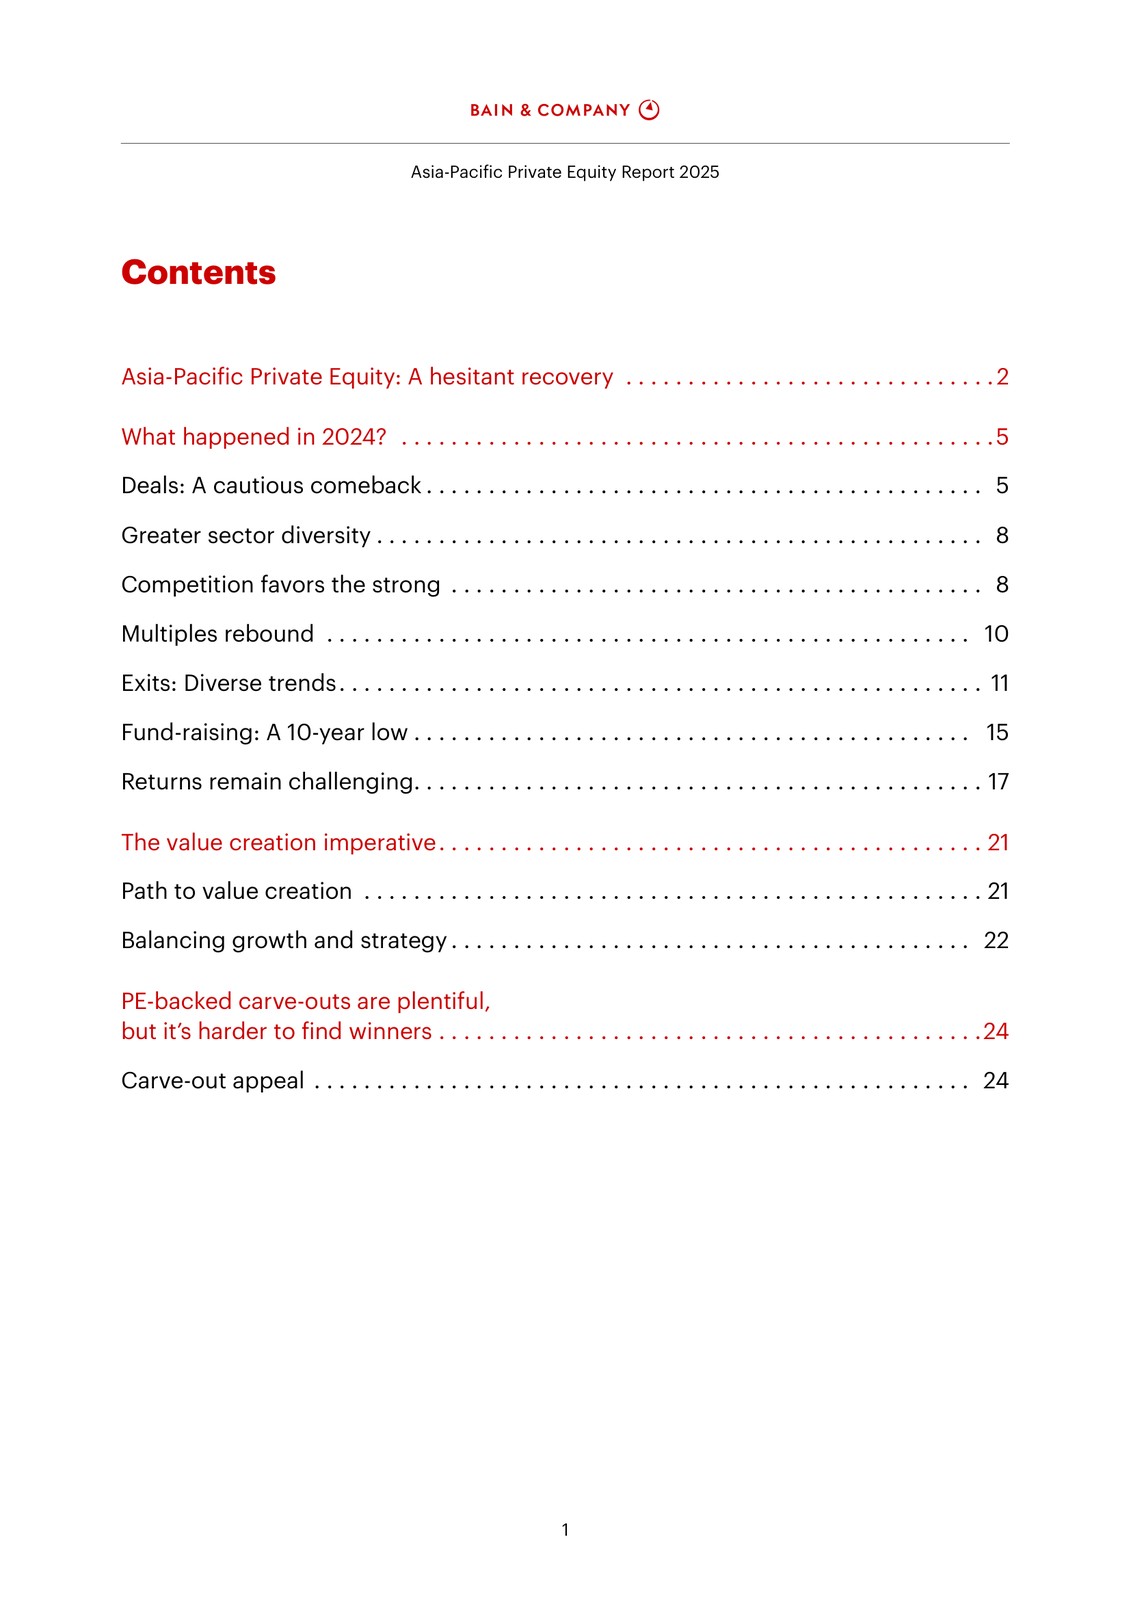 BAIN & COMPANY
Asia-Pacific Private Equity Report 2025
Contents
Asia-Pacific Private Equity: A hesitant recovery . . . . . . . . . . . . . . . . . . . . . . . . . . . . . . 2
What happened in 2024? . . . . . . . . . . . . . . . . . . . . . . . . . . . . . . . . . . . . . . . . . . . . . . . . 5
Deals: A cautious comeback . . . . . . . . . . . . . . . . . . . . . . . . . . . . . . . . . . . . . . . . . . . . . 5
Greater sector diversity . . . . . . . . . . . . . . . . . . . . . . . . . . . . . . . . . . . . . . . . . . . . . . . . . 8
Competition favors the strong . . . . . . . . . . . . . . . . . . . . . . . . . . . . . . . . . . . . . . . . . . . 8
Multiples rebound . . . . . . . . . . . . . . . . . . . . . . . . . . . . . . . . . . . . . . . . . . . . . . . . . . . . 10
Exits: Diverse trends . . . . . . . . . . . . . . . . . . . . . . . . . . . . . . . . . . . . . . . . . . . . . . . . . . . . 11
Fund-raising: A 10-year low . . . . . . . . . . . . . . . . . . . . . . . . . . . . . . . . . . . . . . . . . . . . . 15
Returns remain challenging. . . . . . . . . . . . . . . . . . . . . . . . . . . . . . . . . . . . . . . . . . . . . . 17
The value creation imperative . . . . . . . . . . . . . . . . . . . . . . . . . . . . . . . . . . . . . . . . . . . . 21
Path to value creation . . . . . . . . . . . . . . . . . . . . . . . . . . . . . . . . . . . . . . . . . . . . . . . . . . 21
Balancing growth and strategy . . . . . . . . . . . . . . . . . . . . . . . . . . . . . . . . . . . . . . . . . . 22
PE-backed carve-outs are plentiful,
but it’s harder to find winners . . . . . . . . . . . . . . . . . . . . . . . . . . . . . . . . . . . . . . . . . . . . 24
Carve-out appeal . . . . . . . . . . . . . . . . . . . . . . . . . . . . . . . . . . . . . . . . . . . . . . . . . . . . . 24
1